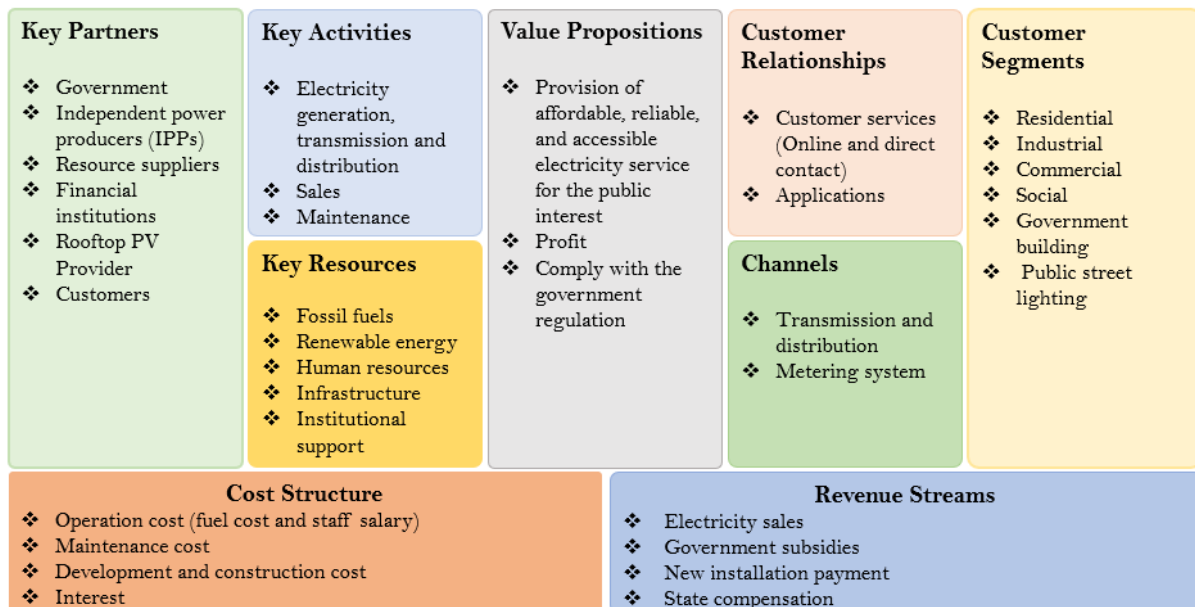 Key Partners
❖ Government
❖ Independent power
producers (IPPs)
❖ Resource suppliers
❖ Financial
institutions
❖ Rooftop PV
Provider
❖ Customers
Key Activities
❖ Electricity
generation,
transmission and
distribution
❖ Sales
❖ Maintenance
Key Resources
❖ Fossil fuels
❖ Renewable energy
❖ Human resources
❖ Infrastructure
❖ Institutional
support
Value Propositions
❖ Provision of
affordable, reliable,
and accessible
electricity service
for the public
interest
❖ Profit
❖ Comply with the
government
regulation
Customer
Relationships
❖ Customer services
(Online and direct
contact)
❖ Applications
Channels
❖ Transmission and
distribution
❖ Metering system
Customer
Segments
❖ Residential
❖ Industrial
❖ Commercial
❖ Social
❖ Government
building
❖ Public street
lighting
Cost Structure
❖ Operation cost (fuel cost and staff salary)
❖ Maintenance cost
❖ Development and construction cost
❖ Interest
Revenue Streams
❖ Electricity sales
❖ Government subsidies
❖ New installation payment
❖ State compensation